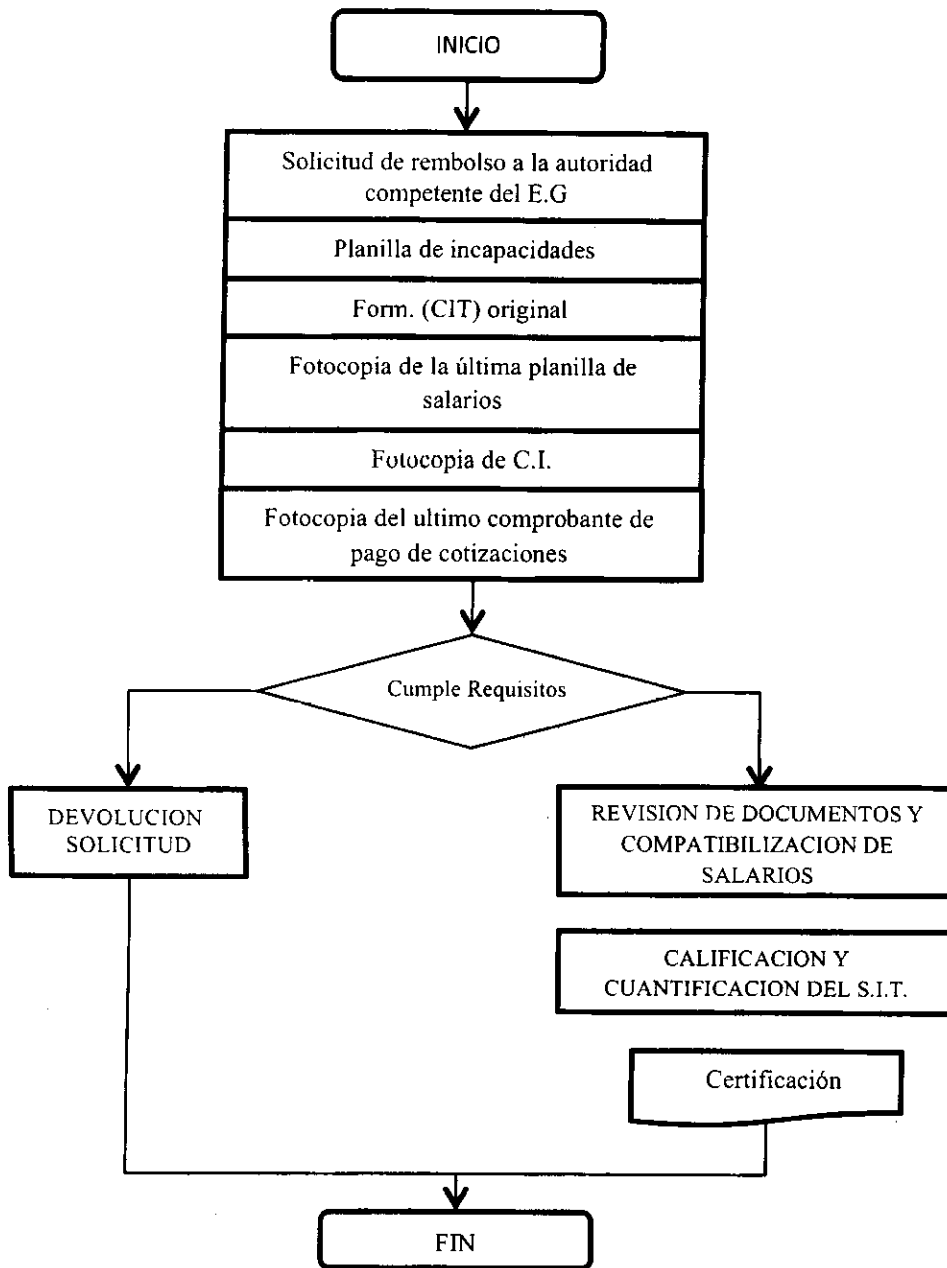 INICIO
Solicitud de rembolso a la autoridad
competente del E.G
Planilla de incapacidades
Form. (CIT) original
Fotocopia de la última planilla de
salarios
Fotocopia de C.I.
Fotocopia del ultimo comprobante de
pago de cotizaciones
Cumple Requisitos
DEVOLUCION
SOLICITUD
REVISION DE DOCUMENTOS Y
COMPATIBILIZACION DE
SALARIOS
CALIFICACION Y
CUANTIFICACION DEL S.I.T.
Certificación
FIN